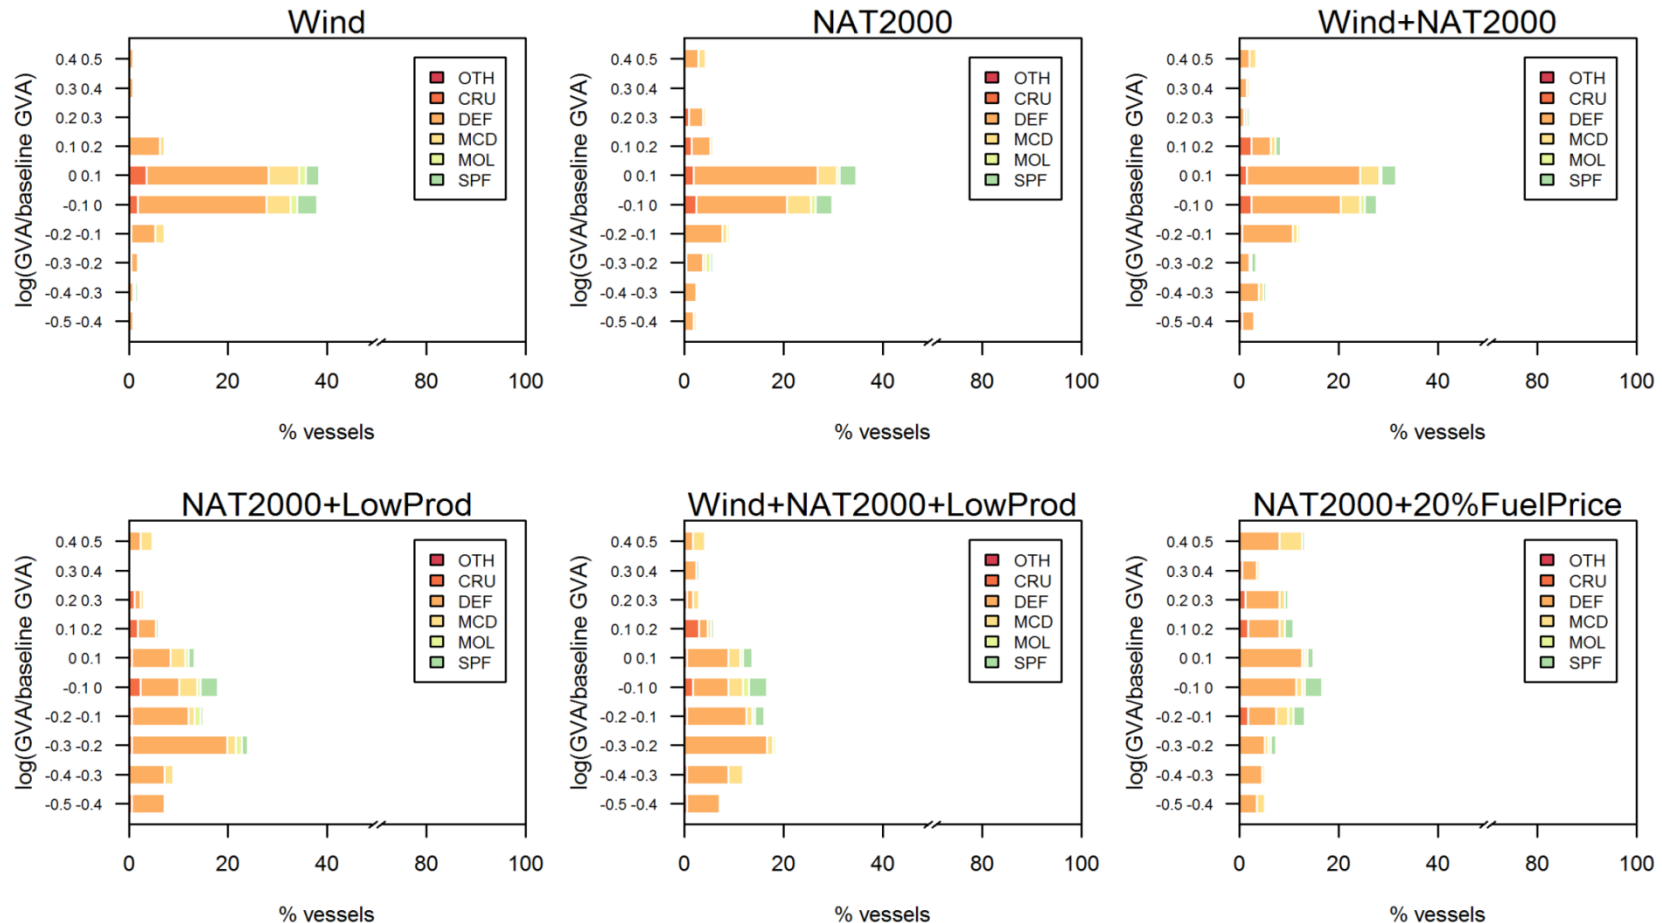 Wind
log(GVA/baseline GVA)
0.4 0.5
0.3 0.4
0.2 0.3
0.1 0.2
0 0.1
-0.1 0
-0.2 -0.1
-0.3 -0.2
-0.4 -0.3
-0.5 -0.4
OTH
CRU
DEF
MCD
MOL
SPF
0 20 40 80 100
% vessels
NAT2000
log(GVA/baseline GVA)
0.4 0.5
0.3 0.4
0.2 0.3
0.1 0.2
0 0.1
-0.1 0
-0.2 -0.1
-0.3 -0.2
-0.4 -0.3
-0.5 -0.4
OTH
CRU
DEF
MCD
MOL
SPF
0 20 40 80 100
% vessels
Wind+NAT2000
log(GVA/baseline GVA)
0.4 0.5
0.3 0.4
0.2 0.3
0.1 0.2
0 0.1
-0.1 0
-0.2 -0.1
-0.3 -0.2
-0.4 -0.3
-0.5 -0.4
OTH
CRU
DEF
MCD
MOL
SPF
0 20 40 80 100
% vessels
NAT2000+LowProd
log(GVA/baseline GVA)
0.4 0.5
0.3 0.4
0.2 0.3
0.1 0.2
0 0.1
-0.1 0
-0.2 -0.1
-0.3 -0.2
-0.4 -0.3
-0.5 -0.4
OTH
CRU
DEF
MCD
MOL
SPF
0 20 40 80 100
% vessels
Wind+NAT2000+LowProd
log(GVA/baseline GVA)
0.4 0.5
0.3 0.4
0.2 0.3
0.1 0.2
0 0.1
-0.1 0
-0.2 -0.1
-0.3 -0.2
-0.4 -0.3
-0.5 -0.4
OTH
CRU
DEF
MCD
MOL
SPF
0 20 40 80 100
% vessels
NAT2000+20%FuelPrice
log(GVA/baseline GVA)
0.4 0.5
0.3 0.4
0.2 0.3
0.1 0.2
0 0.1
-0.1 0
-0.2 -0.1
-0.3 -0.2
-0.4 -0.3
-0.5 -0.4
OTH
CRU
DEF
MCD
MOL
SPF
0 20 40 80 100
% vessels